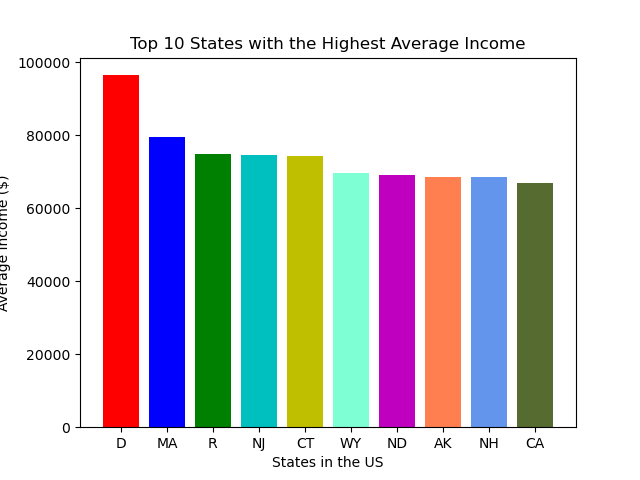 Top 10 States with the Highest Average Income
100000
80000
60000
40000
20000
0
Average Income ($)
D
MA
R
NJ
CT
WY
ND
AK
NH
CA
States in the US